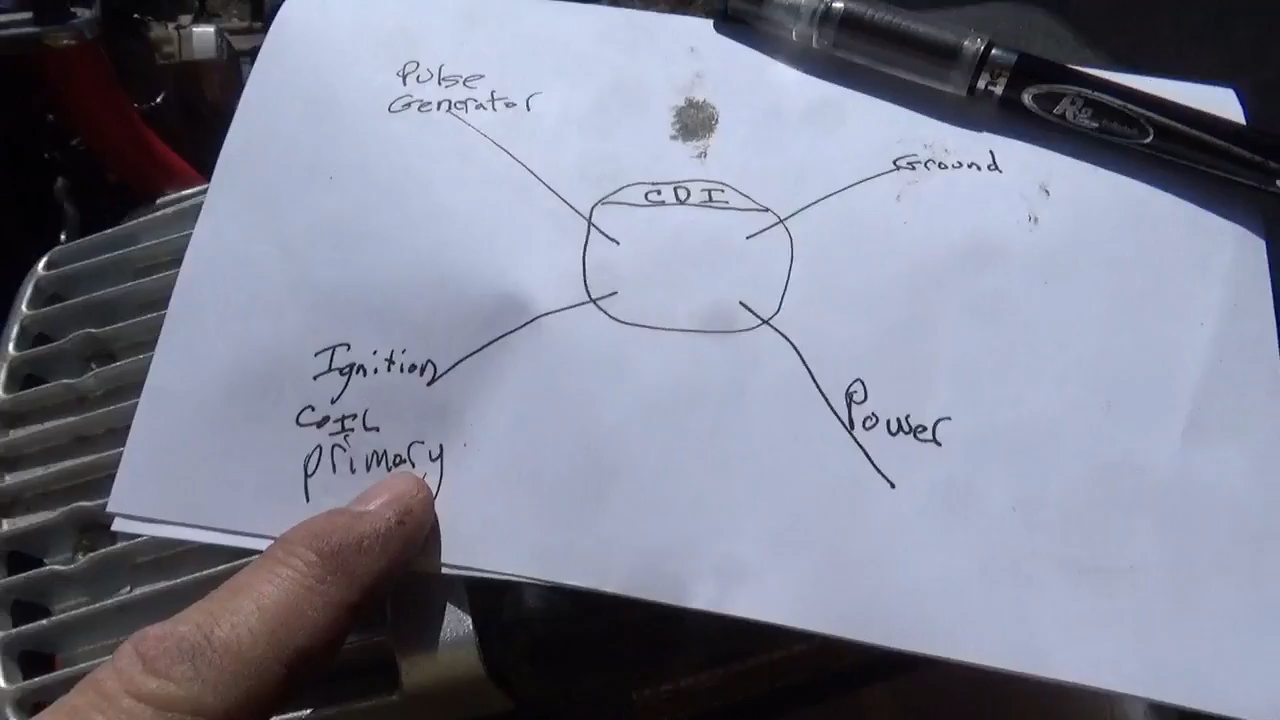 Pulse
Generator
Ground
CDI
Ignition
COIL
primary
Power